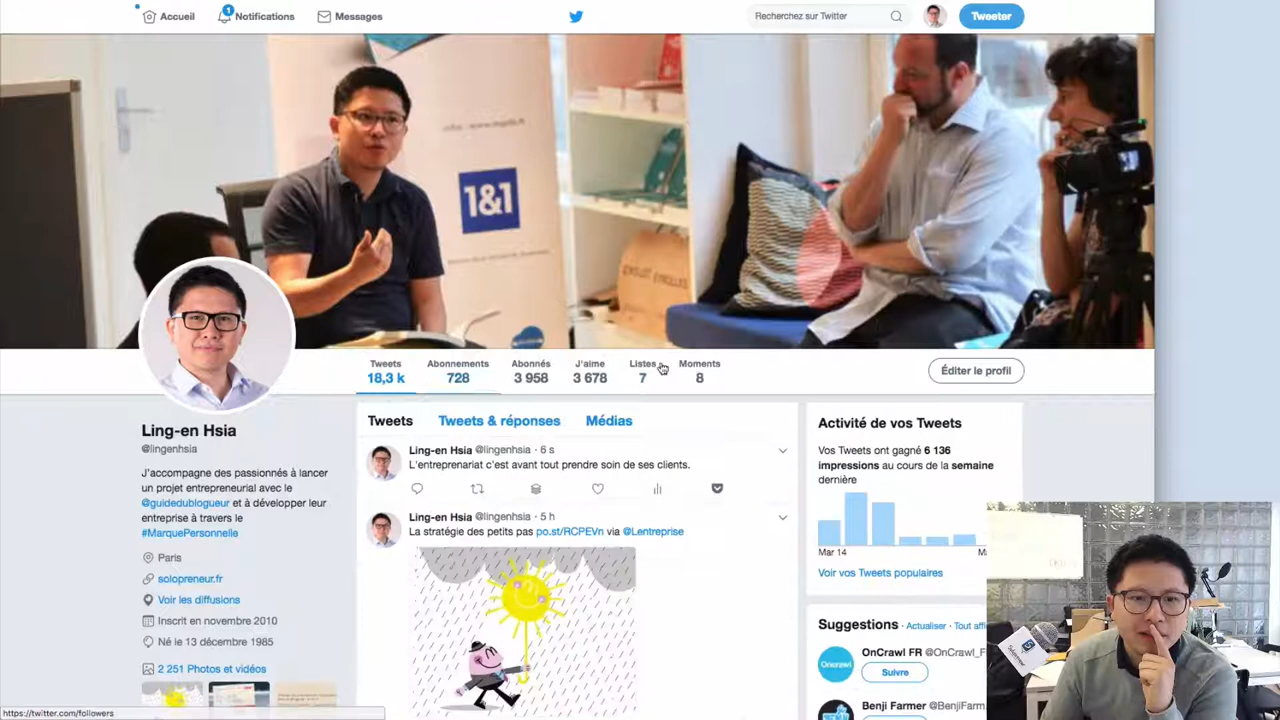 Accueil
1
Notifications
Messages
Recherchez sur Twitter
Tweeter
1&1
Tweets
Abonnements
Abonnés
J'aime
Listes
Moments
18,3 k
728
3 958
3 678
7
8
Éditer le profil
Ling-en Hsia
@lingenhsia
J'accompagne des passionnés à lancer
un projet entrepreneurial avec le
@guidedublogueur et à développer leur
entreprise à travers le
#MarquePersonnelle
Paris
solopreneur.fr
Voir les diffusions
Inscrit en novembre 2010
Né le 13 décembre 1985
2 251 Photos et vidéos
Tweets
Tweets & réponses
Médias
Ling-en Hsia @lingenhsia · 6 s
L'entreprenariat c'est avant tout prendre soin de ses clients.
Ling-en Hsia @lingenhsia · 5 h
La stratégie des petits pas po.st/RCPEVn via @Lentreprise
Activité de vos Tweets
Vos Tweets ont gagné 6 136
impressions au cours de la semaine
dernière
Mar 14
Voir vos Tweets populaires
Suggestions · Actualiser · Tout aff
OnCrawl FR @OnCrawl_F
Oncrawl
Suivre
Benji Farmer @BenjiFarm
https://twitter.com/followers